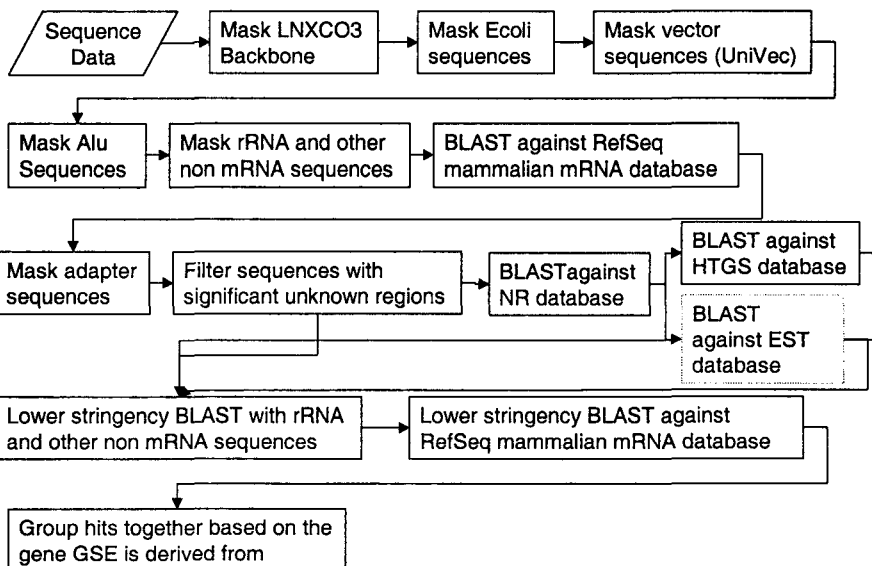 Sequence
Data
Mask LNXCO3
Backbone
Mask Ecoli
sequences
Mask vector
sequences (UniVec)
Mask Alu
Sequences
Mask rRNA and other
non mRNA sequences
BLAST against RefSeq
mammalian mRNA database
Mask adapter
sequences
Filter sequences with
significant unknown regions
BLASTagainst
NR database
BLAST against
HTGS database
BLAST
against EST
database
Lower stringency BLAST with rRNA
and other non mRNA sequences
Lower stringency BLAST against
RefSeq mammalian mRNA database
Group hits together based on the
gene GSE is derived from